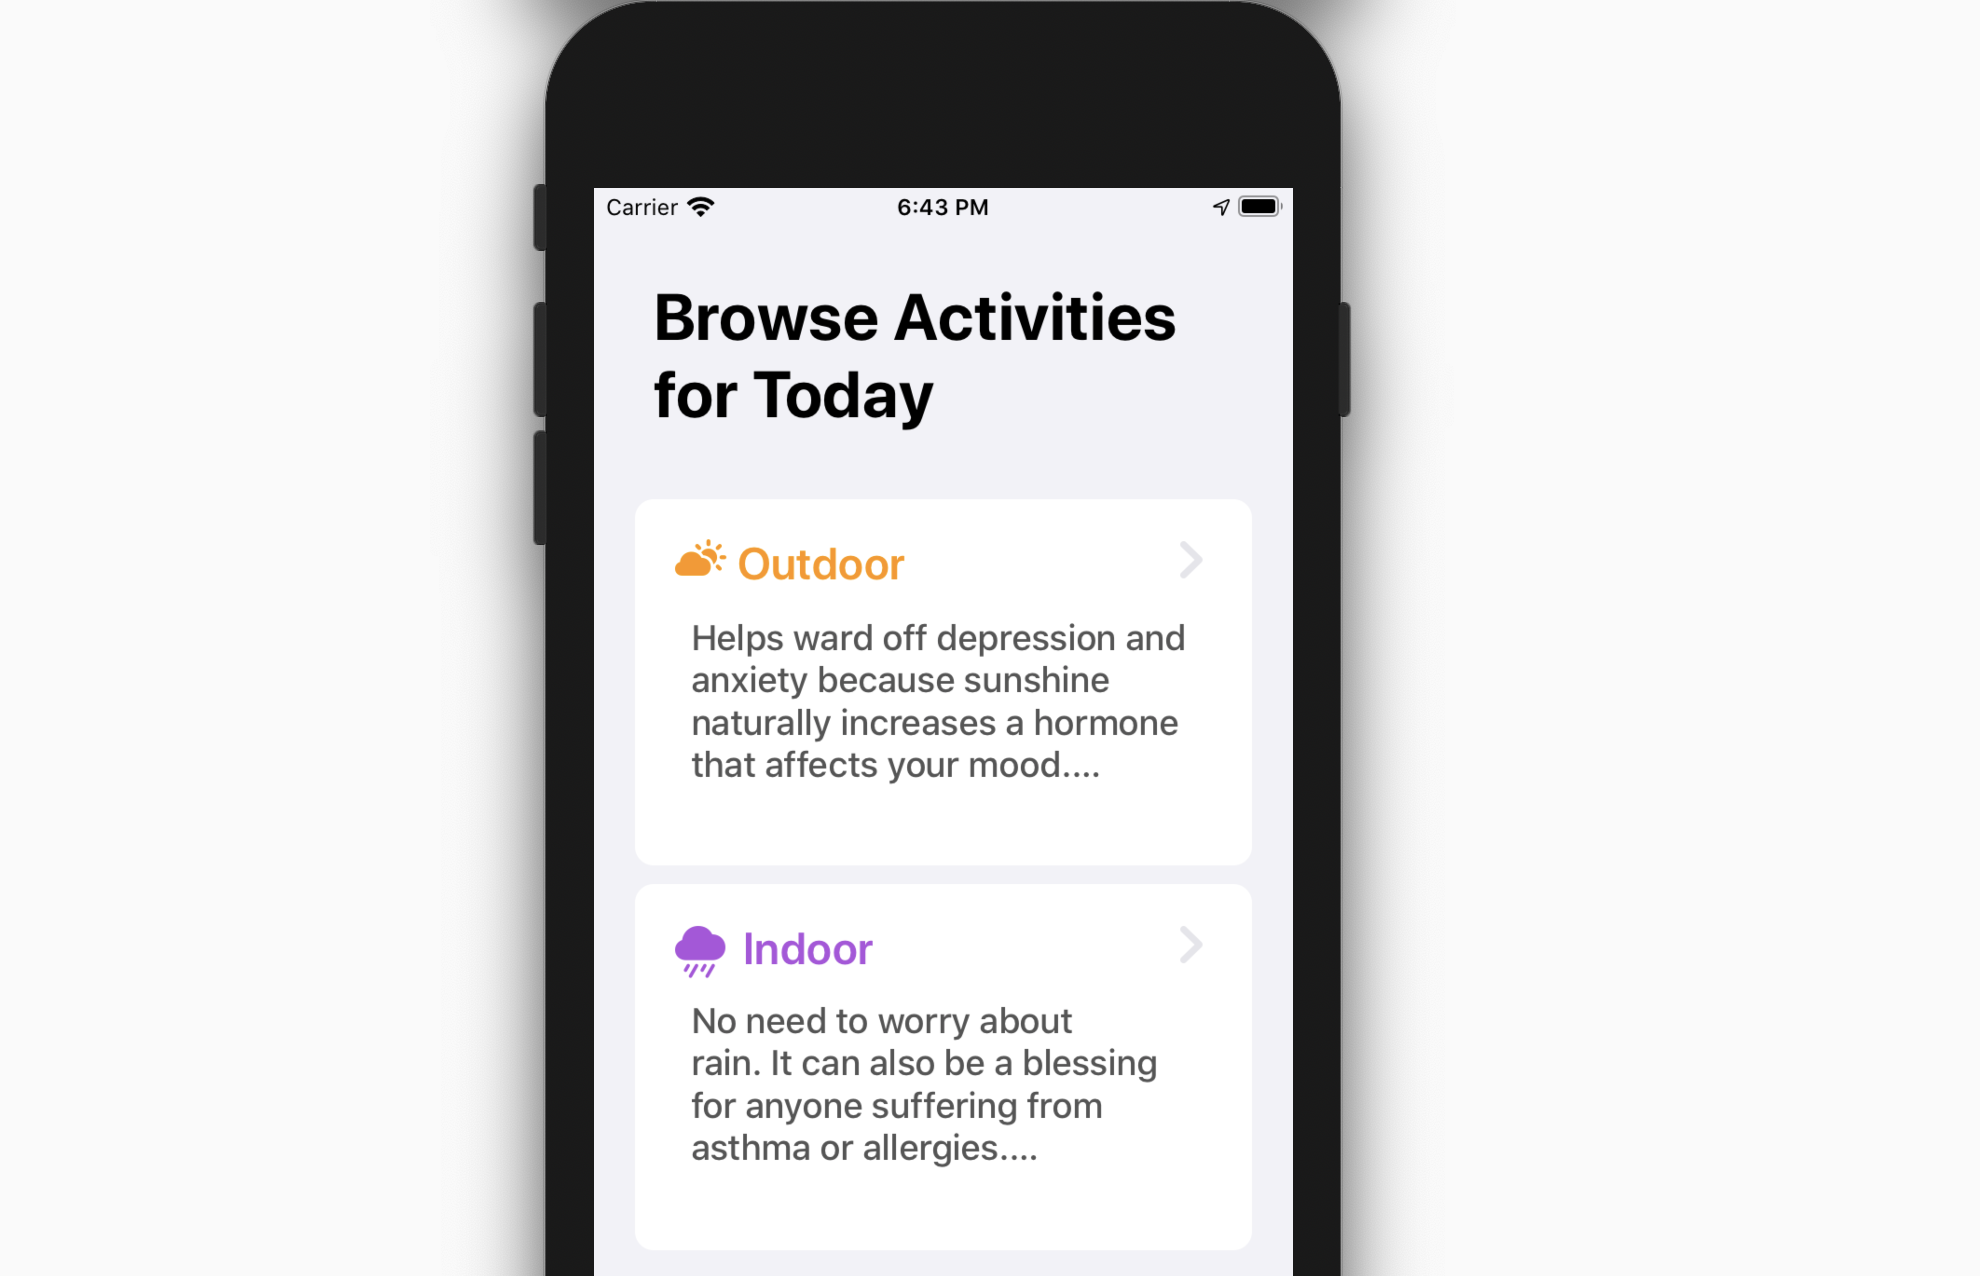 Carrier 6:43 PM
Browse Activities
for Today
Outdoor
Helps ward off depression and
anxiety because sunshine
naturally increases a hormone
that affects your mood....
Indoor
No need to worry about
rain. It can also be a blessing
for anyone suffering from
asthma or allergies....